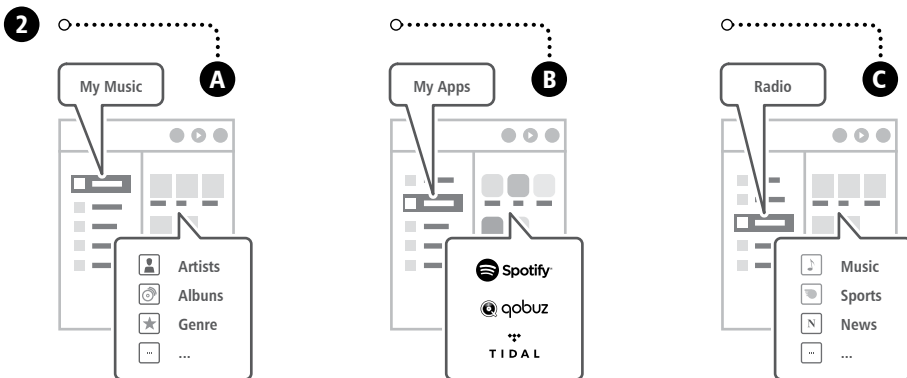 2
A
My Music
Artists
Albuns
Genre
...
B
My Apps
Spotify
qobuz
TIDAL
C
Radio
Music
Sports
N
News
...